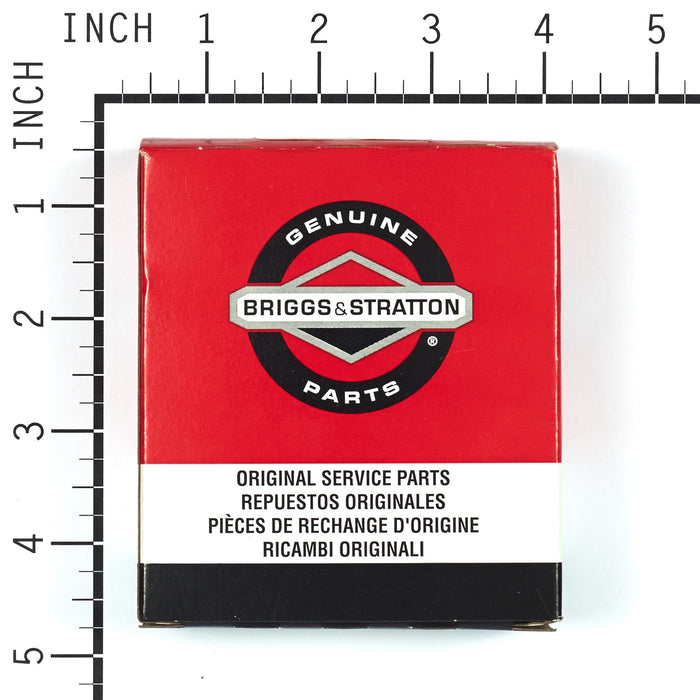 INCH 1 2 3 4 5
INCH
1
2
3
4
5
GENUINE
BRIGGS&STRATTON
®
PARTS
ORIGINAL SERVICE PARTS
REPUESTOS ORIGINALES
PIÈCES DE RECHANGE D'ORIGINE
RICAMBI ORIGINALI